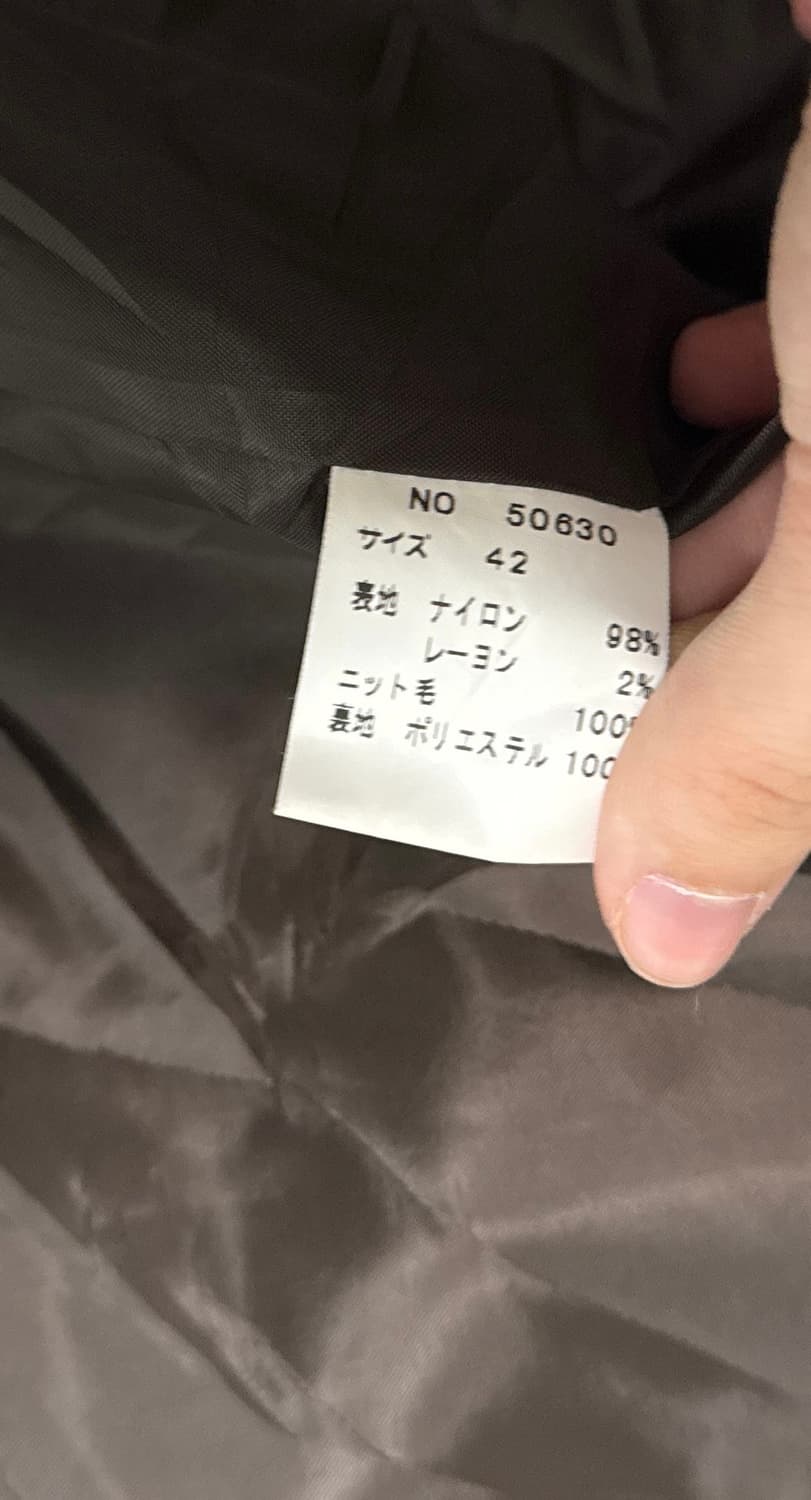 NO 50630
サイズ 42
表地 ナイロン 98%
レーヨン 2%
ニット毛 100%
裏地 ポリエステル 100